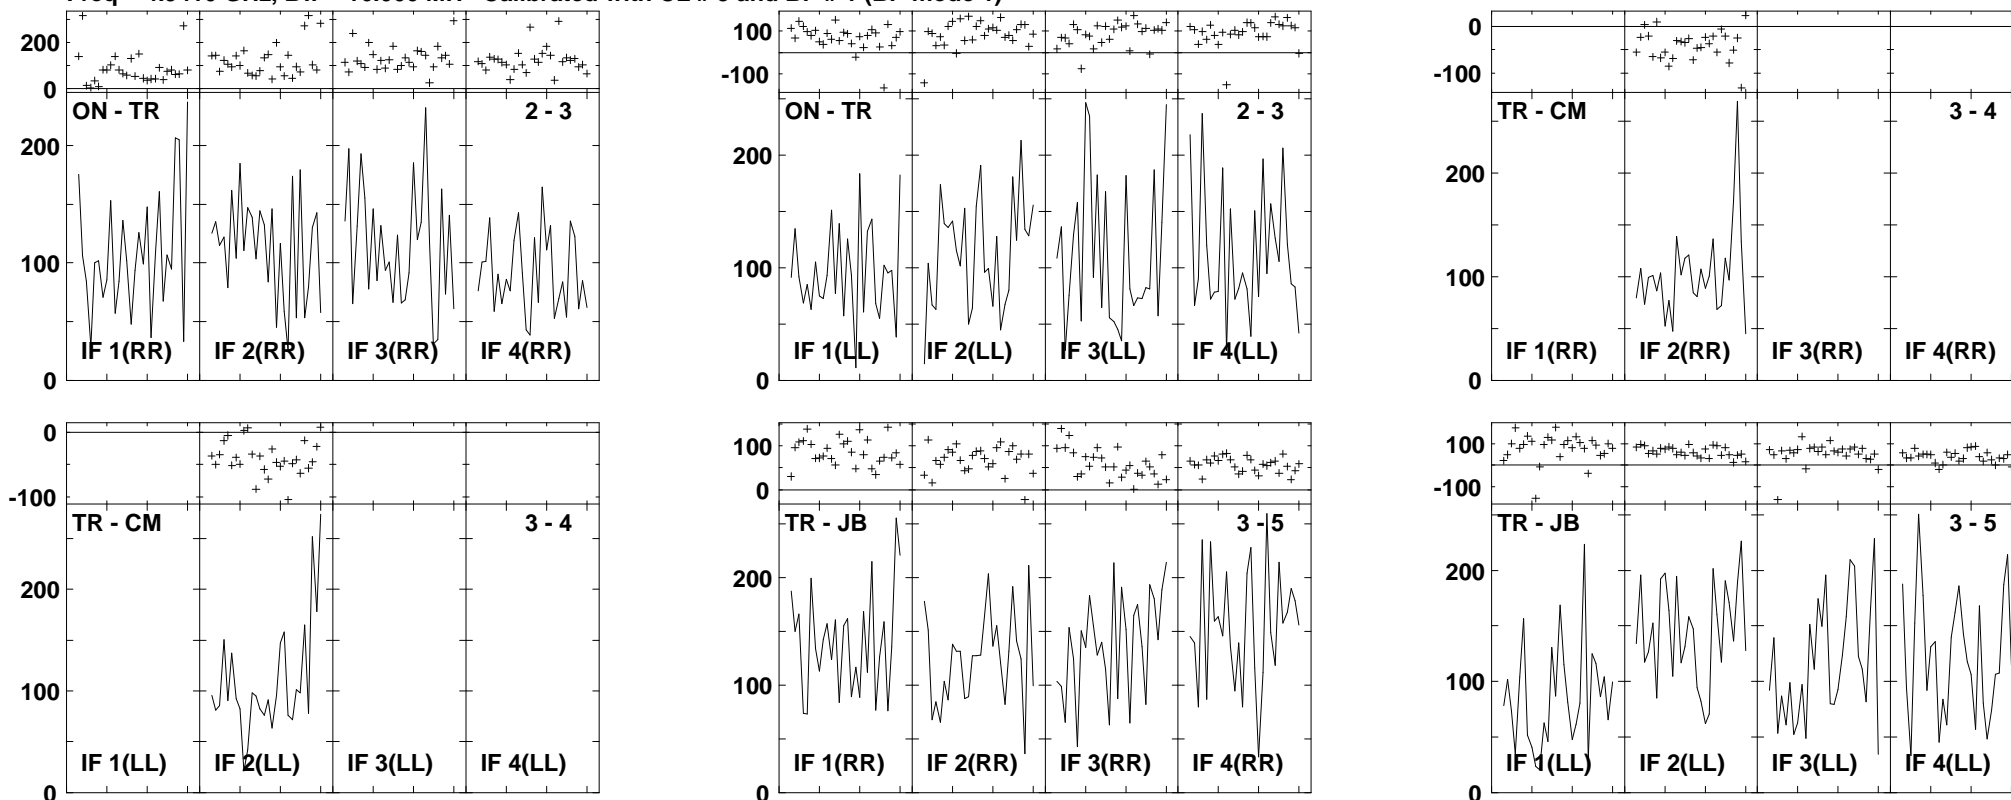 200
100
0
ON - TR
2 - 3
200
100
0
IF 1(RR)
IF 2(RR)
IF 3(RR)
IF 4(RR)
100
-100
ON - TR
2 - 3
200
100
0
IF 1(LL)
IF 2(LL)
IF 3(LL)
IF 4(LL)
0
-100
TR - CM
3 - 4
200
100
0
IF 1(RR)
IF 2(RR)
IF 3(RR)
IF 4(RR)
0
-100
TR - CM
3 - 4
200
100
0
IF 1(LL)
IF 2(LL)
IF 3(LL)
IF 4(LL)
100
0
TR - JB
3 - 5
200
100
0
IF 1(RR)
IF 2(RR)
IF 3(RR)
IF 4(RR)
100
-100
TR - JB
3 - 5
200
100
0
IF 1(LL)
IF 2(LL)
IF 3(LL)
IF 4(LL)